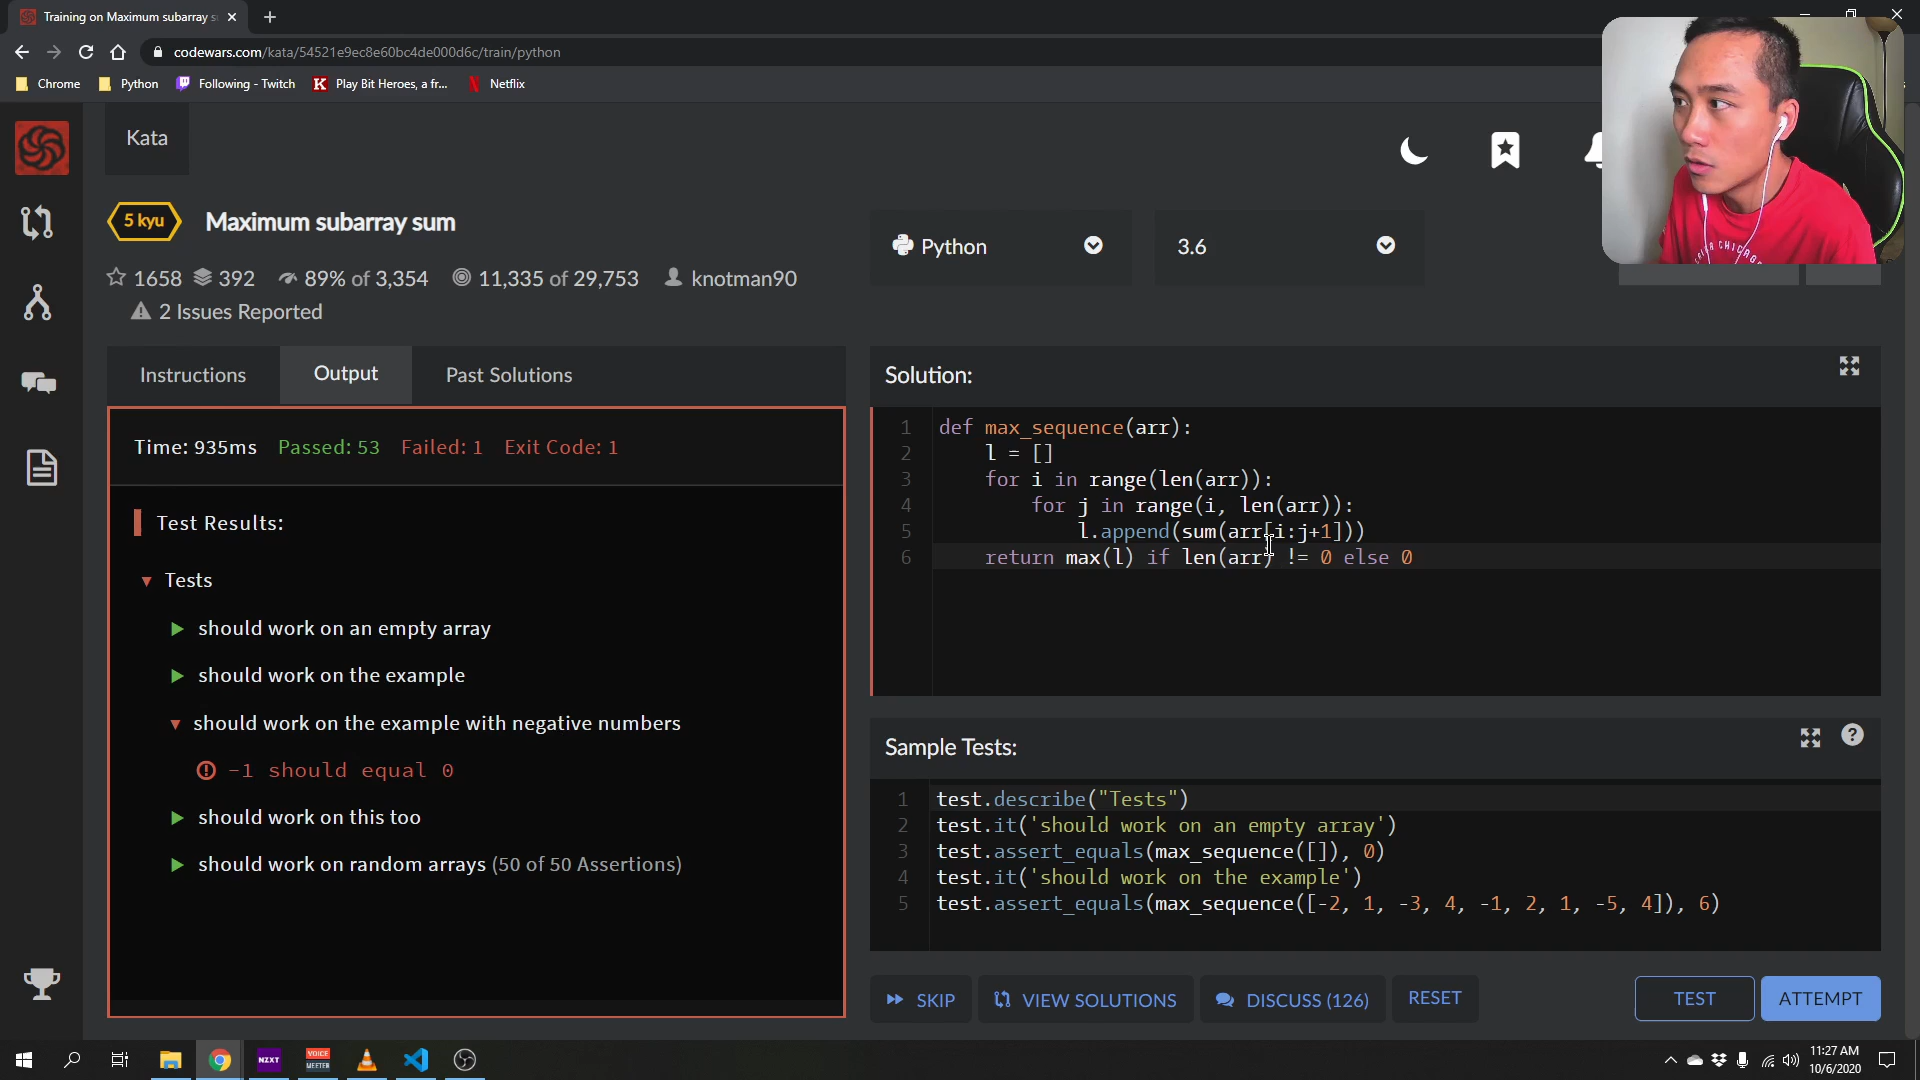 Training on Maximum subarray s
codewars.com/kata/54521e9ec8e60bc4de000d6c/train/python
Chrome
Python
Following - Twitch
Play Bit Heroes, a fr...
Netflix
Kata
5 kyu
Maximum subarray sum
1658 392 89% of 3,354 11,335 of 29,753 knotman90
2 Issues Reported
Python
3.6
Instructions
Output
Past Solutions
Time: 935ms Passed: 53 Failed: 1 Exit Code: 1
Test Results:
Tests
should work on an empty array
should work on the example
should work on the example with negative numbers
-1 should equal 0
should work on this too
should work on random arrays (50 of 50 Assertions)
Solution:
1 def max_sequence(arr):
2 l = []
3 for i in range(len(arr)):
4 for j in range(i, len(arr)):
5 l.append(sum(arr[i:j+1]))
6 return max(l) if len(arr) != 0 else 0
Sample Tests:
1 test.describe("Tests")
2 test.it('should work on an empty array')
3 test.assert_equals(max_sequence([]), 0)
4 test.it('should work on the example')
5 test.assert_equals(max_sequence([-2, 1, -3, 4, -1, 2, 1, -5, 4]), 6)
SKIP
VIEW SOLUTIONS
DISCUSS (126)
RESET
TEST
ATTEMPT
NZXT
VOICE
MEETER
11:27 AM
10/6/2020